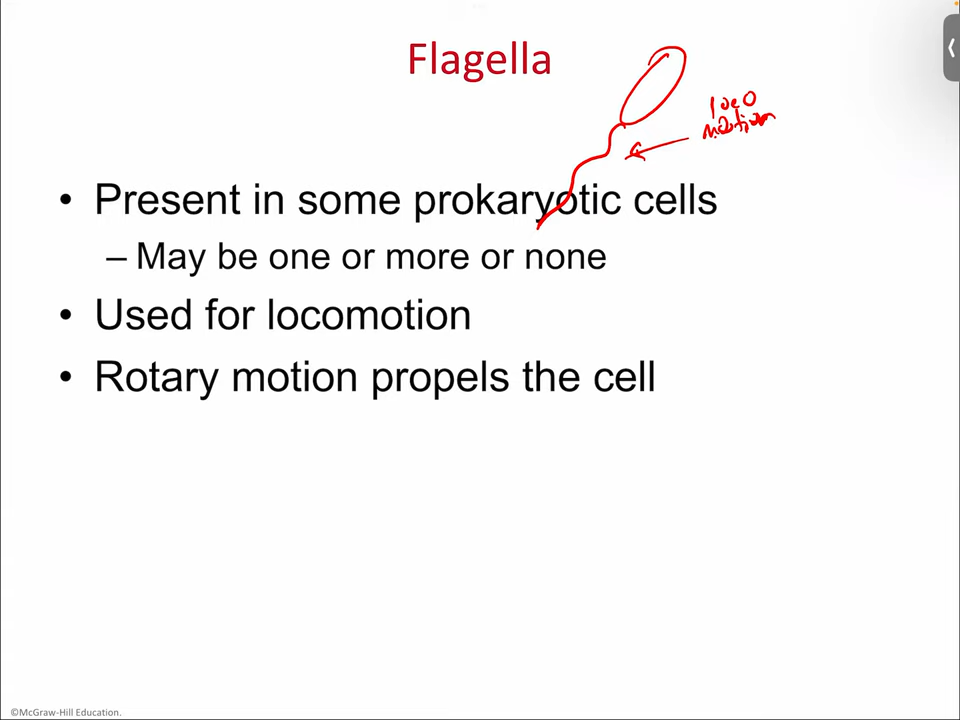 Flagella
loco
motion
• Present in some prokaryotic cells
– May be one or more or none
• Used for locomotion
• Rotary motion propels the cell
©McGraw-Hill Education.